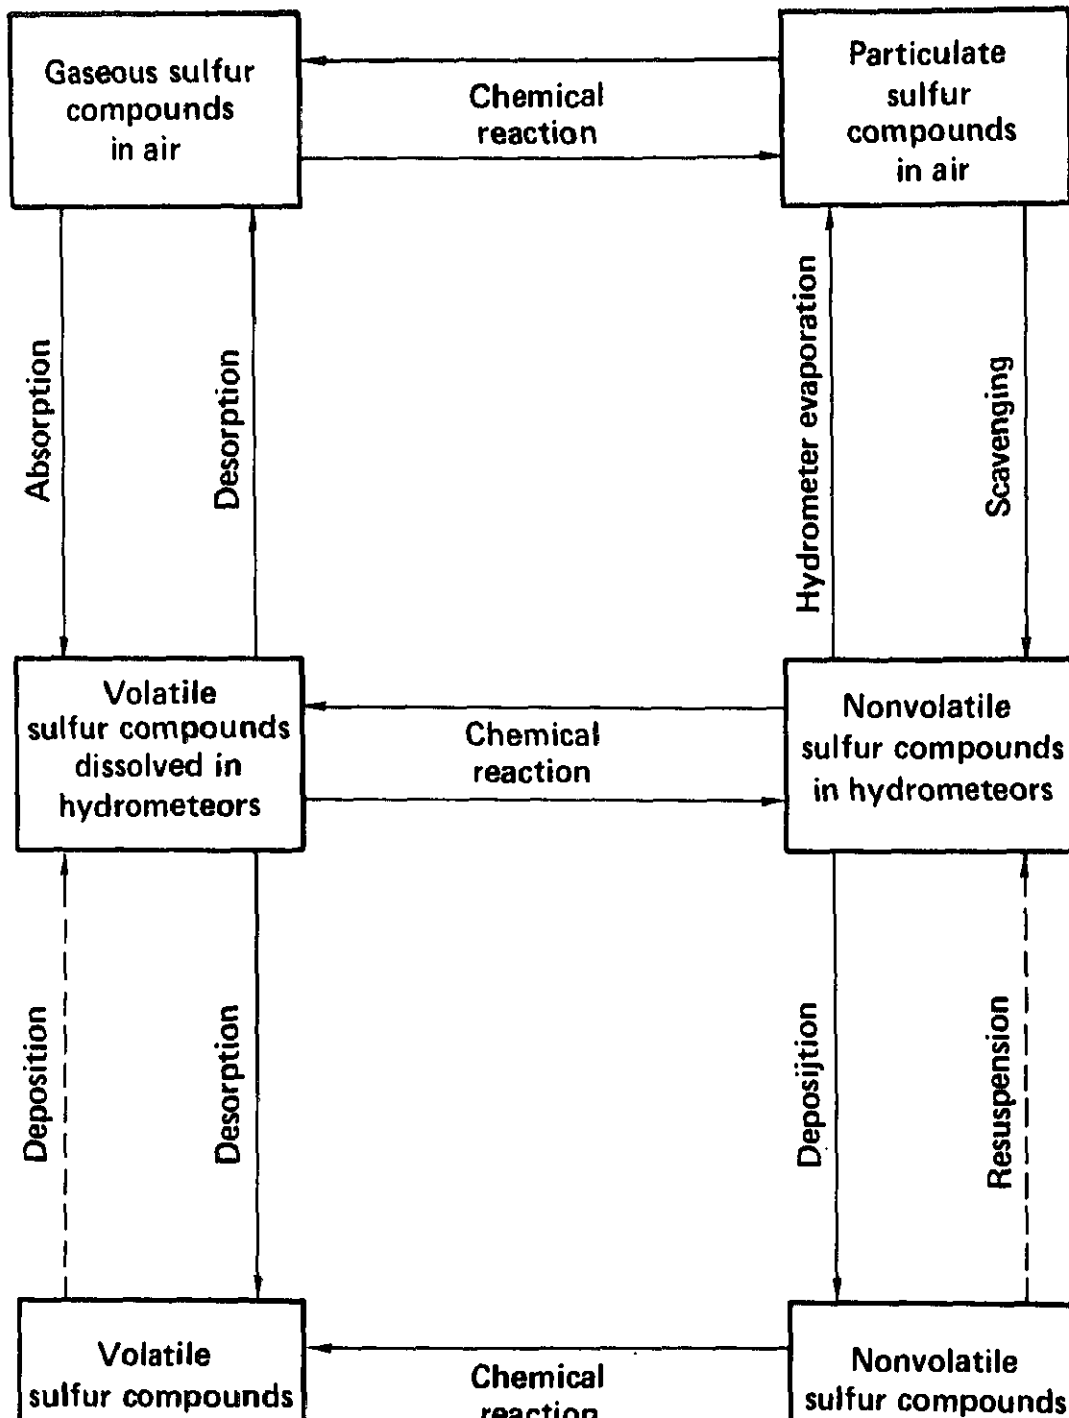 Gaseous sulfur
compounds
in air
Chemical
reaction
Particulate
sulfur
compounds
in air
Absorption
Desorption
Hydrometer evaporation
Scavenging
Volatile
sulfur compounds
dissolved in
hydrometeors
Chemical
reaction
Nonvolatile
sulfur compounds
in hydrometeors
Deposition
Desorption
Deposijtion
Resuspension
Volatile
sulfur compounds
Chemical
reaction
Nonvolatile
sulfur compounds